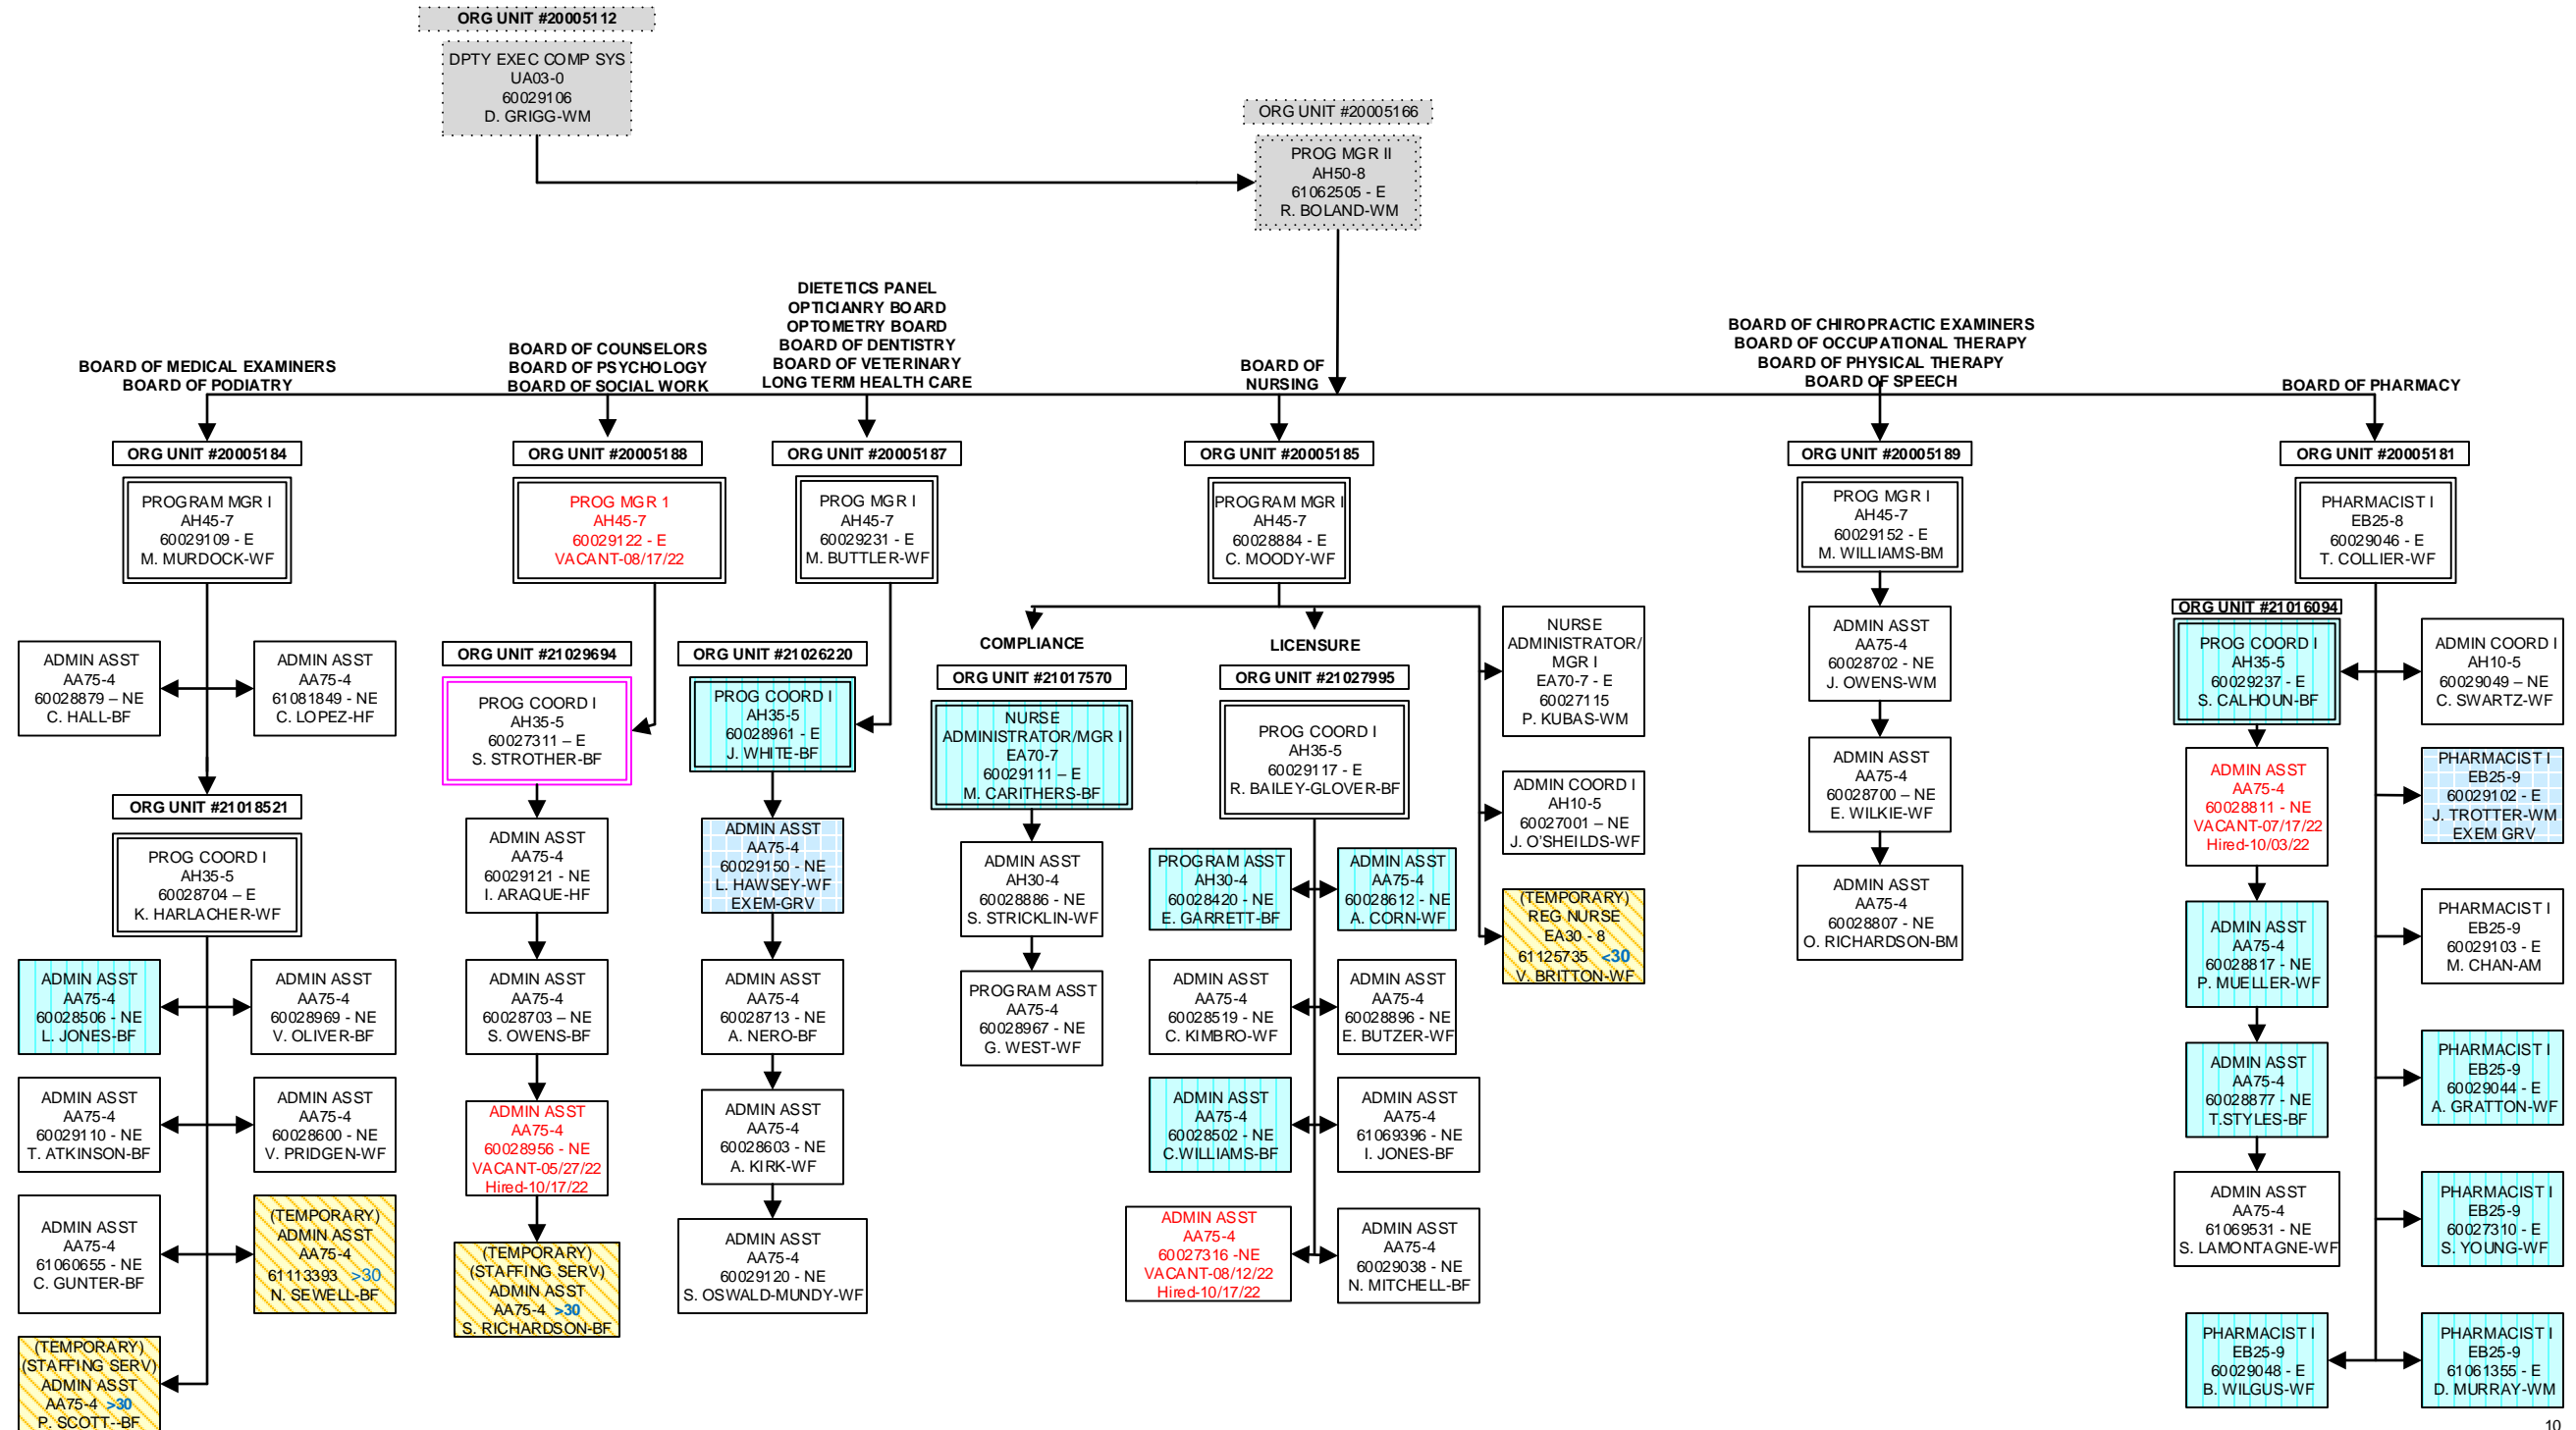 ORG UNIT #20005112
DPTY EXEC COMP SYS
UA03-0
60029106
D. GRIGG-WM
ORG UNIT #20005166
PROG MGR II
AH50-8
61062505 - E
R. BOLAND-WM
BOARD OF MEDICAL EXAMINERS
BOARD OF PODIATRY
ORG UNIT #20005184
PROGRAM MGR I
AH45-7
60029109 - E
M. MURDOCK-WF
ADMIN ASST
AA75-4
60028879 – NE
C. HALL-BF
ADMIN ASST
AA75-4
61081849 - NE
C. LOPEZ-HF
ORG UNIT #21018521
PROG COORD I
AH35-5
60028704 – E
K. HARLACHER-WF
ADMIN ASST
AA75-4
60028506 - NE
L. JONES-BF
ADMIN ASST
AA75-4
60028969 - NE
V. OLIVER-BF
ADMIN ASST
AA75-4
60029110 - NE
T. ATKINSON-BF
ADMIN ASST
AA75-4
60028600 - NE
V. PRIDGEN-WF
ADMIN ASST
AA75-4
61060655 - NE
C. GUNTER-BF
(TEMPORARY)
ADMIN ASST
AA75-4
61113393 >30
N. SEWELL-BF
(TEMPORARY)
(STAFFING SERV)
ADMIN ASST
AA75-4 >30
P. SCOTT--BF
BOARD OF COUNSELORS
BOARD OF PSYCHOLOGY
BOARD OF SOCIAL WORK
ORG UNIT #20005188
PROG MGR 1
AH45-7
60029122 - E
VACANT-08/17/22
ORG UNIT #21029694
PROG COORD I
AH35-5
60027311 – E
S. STROTHER-BF
ADMIN ASST
AA75-4
60029121 - NE
I. ARAQUE-HF
ADMIN ASST
AA75-4
60028703 – NE
S. OWENS-BF
ADMIN ASST
AA75-4
60028956 - NE
VACANT-05/27/22
Hired-10/17/22
(TEMPORARY)
(STAFFING SERV)
ADMIN ASST
AA75-4 >30
S. RICHARDSON-BF
DIETETICS PANEL
OPTICIANRY BOARD
OPTOMETRY BOARD
BOARD OF DENTISTRY
BOARD OF VETERINARY
LONG TERM HEALTH CARE
ORG UNIT #20005187
PROG MGR I
AH45-7
60029231 - E
M. BUTTLER-WF
ORG UNIT #21026220
PROG COORD I
AH35-5
60028961 - E
J. WHITE-BF
ADMIN ASST
AA75-4
60029150 - NE
L. HAWSEY-WF
EXEM-GRV
ADMIN ASST
AA75-4
60028713 - NE
A. NERO-BF
ADMIN ASST
AA75-4
60028603 - NE
A. KIRK-WF
ADMIN ASST
AA75-4
60029120 - NE
S. OSWALD-MUNDY-WF
BOARD OF
NURSING
ORG UNIT #20005185
PROGRAM MGR I
AH45-7
60028884 - E
C. MOODY-WF
COMPLIANCE
ORG UNIT #21017570
NURSE
ADMINISTRATOR/MGR I
EA70-7
60029111 – E
M. CARITHERS-BF
ADMIN ASST
AH30-4
60028886 - NE
S. STRICKLIN-WF
PROGRAM ASST
AA75-4
60028967 - NE
G. WEST-WF
LICENSURE
ORG UNIT #21027995
PROG COORD I
AH35-5
60029117 - E
R. BAILEY-GLOVER-BF
PROGRAM ASST
AH30-4
60028420 - NE
E. GARRETT-BF
ADMIN ASST
AA75-4
60028612 - NE
A. CORN-WF
ADMIN ASST
AA75-4
60028519 - NE
C. KIMBRO-WF
ADMIN ASST
AA75-4
60028896 - NE
E. BUTZER-WF
ADMIN ASST
AA75-4
60028502 - NE
C.WILLIAMS-BF
ADMIN ASST
AA75-4
61069396 - NE
I. JONES-BF
ADMIN ASST
AA75-4
60027316 -NE
VACANT-08/12/22
Hired-10/17/22
ADMIN ASST
AA75-4
60029038 - NE
N. MITCHELL-BF
NURSE
ADMINISTRATOR/
MGR I
EA70-7 - E
60027115
P. KUBAS-WM
ADMIN COORD I
AH10-5
60027001 – NE
J. O'SHEILDS-WF
(TEMPORARY)
REG NURSE
EA30 - 8
61125735 <30
V. BRITTON-WF
BOARD OF CHIROPRACTIC EXAMINERS
BOARD OF OCCUPATIONAL THERAPY
BOARD OF PHYSICAL THERAPY
BOARD OF SPEECH
ORG UNIT #20005189
PROG MGR I
AH45-7
60029152 - E
M. WILLIAMS-BM
ADMIN ASST
AA75-4
60028702 - NE
J. OWENS-WM
ADMIN ASST
AA75-4
60028700 – NE
E. WILKIE-WF
ADMIN ASST
AA75-4
60028807 - NE
O. RICHARDSON-BM
BOARD OF PHARMACY
ORG UNIT #20005181
PHARMACIST I
EB25-8
60029046 - E
T. COLLIER-WF
ORG UNIT #21016094
PROG COORD I
AH35-5
60029237 - E
S. CALHOUN-BF
ADMIN COORD I
AH10-5
60029049 – NE
C. SWARTZ-WF
ADMIN ASST
AA75-4
60028811 - NE
VACANT-07/17/22
Hired-10/03/22
PHARMACIST I
EB25-9
60029102 - E
J. TROTTER-WM
EXEM GRV
ADMIN ASST
AA75-4
60028817 - NE
P. MUELLER-WF
PHARMACIST I
EB25-9
60029103 - E
M. CHAN-AM
ADMIN ASST
AA75-4
60028877 - NE
T.STYLES-BF
PHARMACIST I
EB25-9
60029044 - E
A. GRATTON-WF
ADMIN ASST
AA75-4
61069531 - NE
S. LAMONTAGNE-WF
PHARMACIST I
EB25-9
60027310 - E
S. YOUNG-WF
PHARMACIST I
EB25-9
60029048 - E
B. WILGUS-WF
PHARMACIST I
EB25-9
61061355 - E
D. MURRAY-WM
10